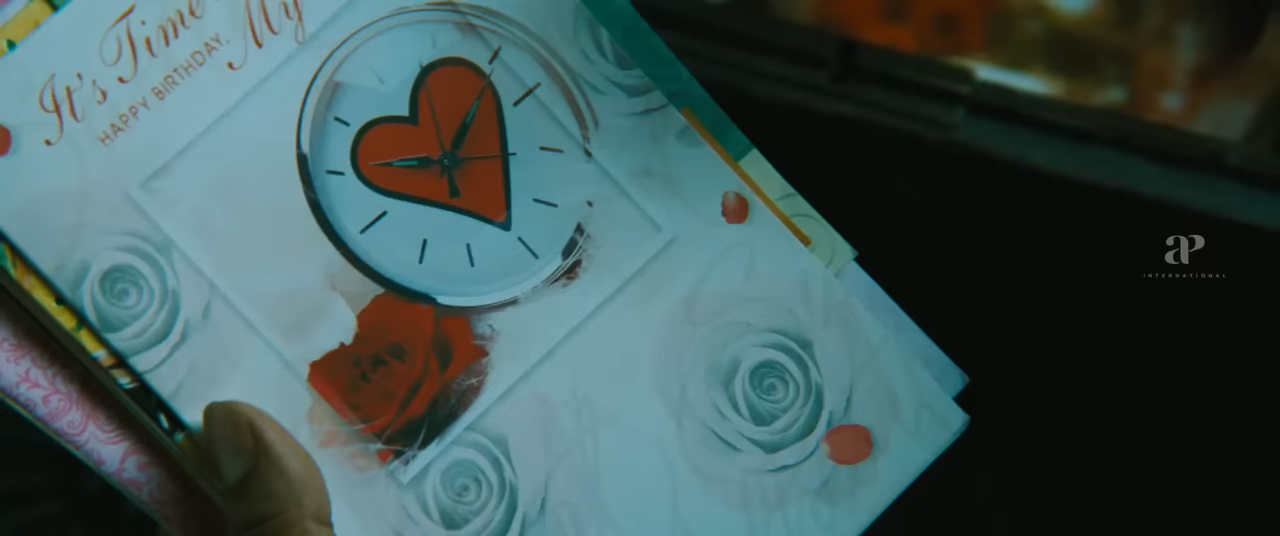 It's Time
My
HAPPY BIRTHDAY,
ap
INTERNATIONAL